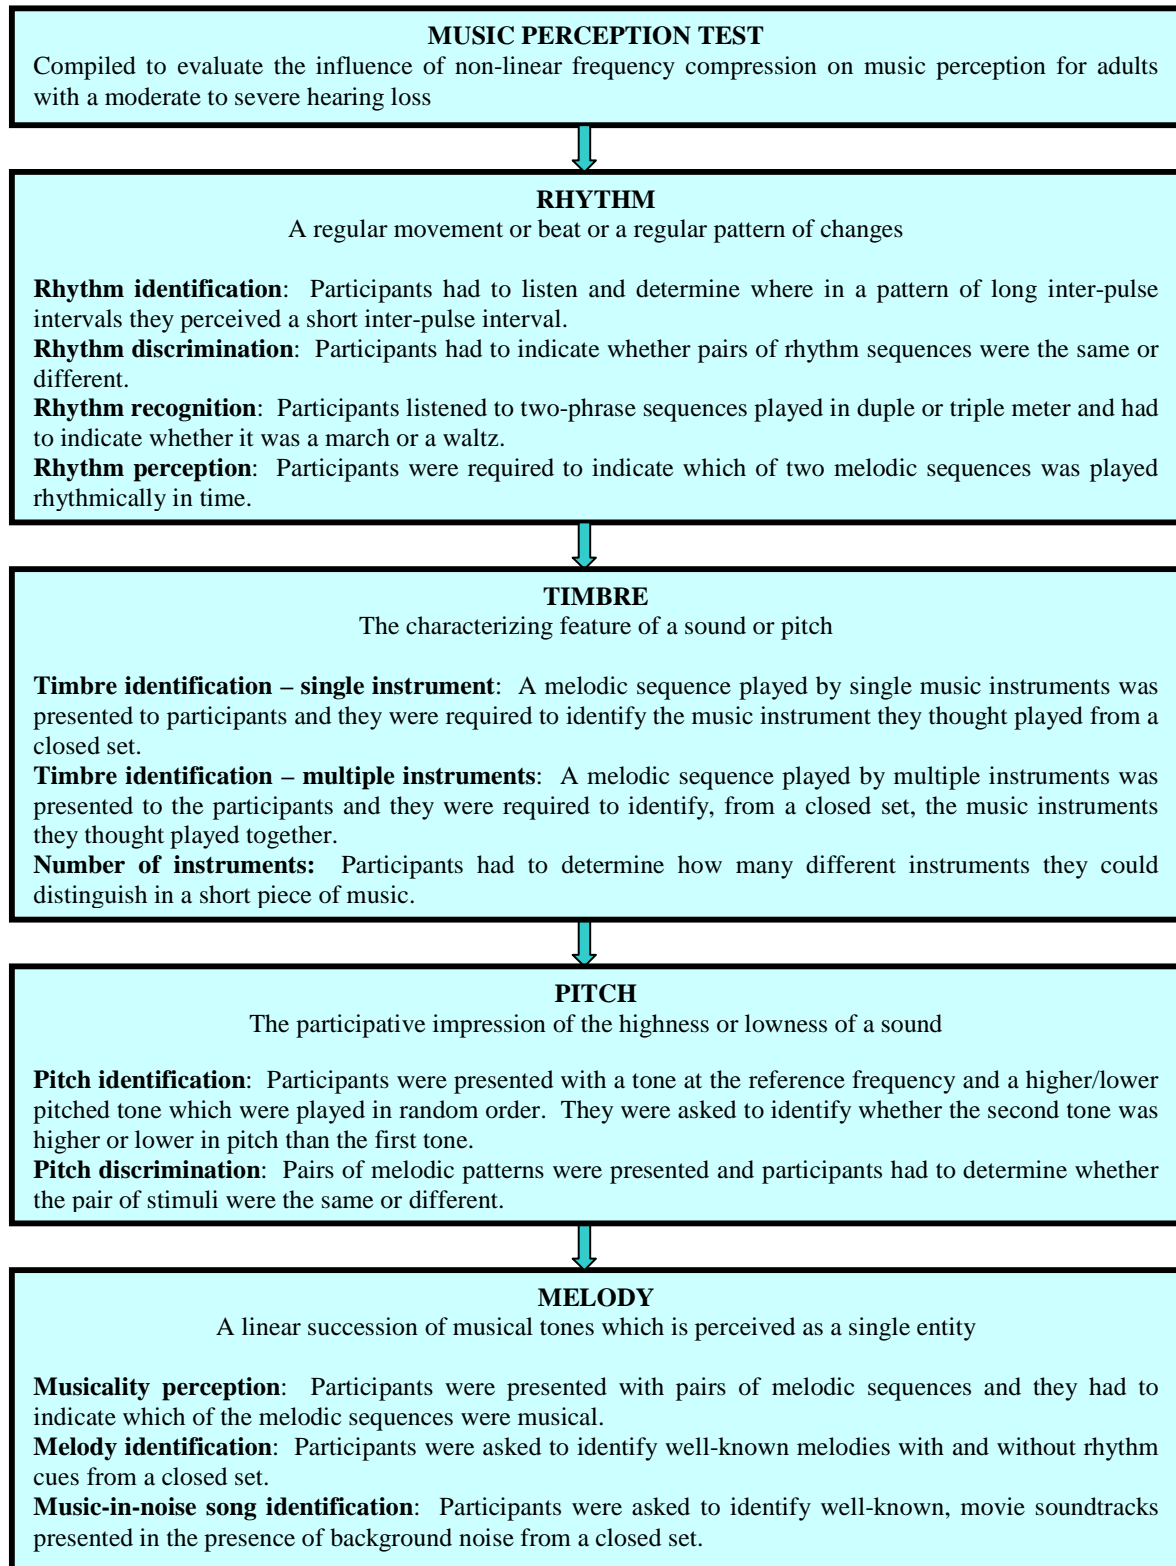 MUSIC PERCEPTION TEST
Compiled to evaluate the influence of non-linear frequency compression on music perception for adults
with a moderate to severe hearing loss
RHYTHM
A regular movement or beat or a regular pattern of changes
Rhythm identification: Participants had to listen and determine where in a pattern of long inter-pulse
intervals they perceived a short inter-pulse interval.
Rhythm discrimination: Participants had to indicate whether pairs of rhythm sequences were the same or
different.
Rhythm recognition: Participants listened to two-phrase sequences played in duple or triple meter and had
to indicate whether it was a march or a waltz.
Rhythm perception: Participants were required to indicate which of two melodic sequences was played
rhythmically in time.
TIMBRE
The characterizing feature of a sound or pitch
Timbre identification – single instrument: A melodic sequence played by single music instruments was
presented to participants and they were required to identify the music instrument they thought played from a
closed set.
Timbre identification – multiple instruments: A melodic sequence played by multiple instruments was
presented to the participants and they were required to identify, from a closed set, the music instruments
they thought played together.
Number of instruments: Participants had to determine how many different instruments they could
distinguish in a short piece of music.
PITCH
The participative impression of the highness or lowness of a sound
Pitch identification: Participants were presented with a tone at the reference frequency and a higher/lower
pitched tone which were played in random order. They were asked to identify whether the second tone was
higher or lower in pitch than the first tone.
Pitch discrimination: Pairs of melodic patterns were presented and participants had to determine whether
the pair of stimuli were the same or different.
MELODY
A linear succession of musical tones which is perceived as a single entity
Musicality perception: Participants were presented with pairs of melodic sequences and they had to
indicate which of the melodic sequences were musical.
Melody identification: Participants were asked to identify well-known melodies with and without rhythm
cues from a closed set.
Music-in-noise song identification: Participants were asked to identify well-known, movie soundtracks
presented in the presence of background noise from a closed set.